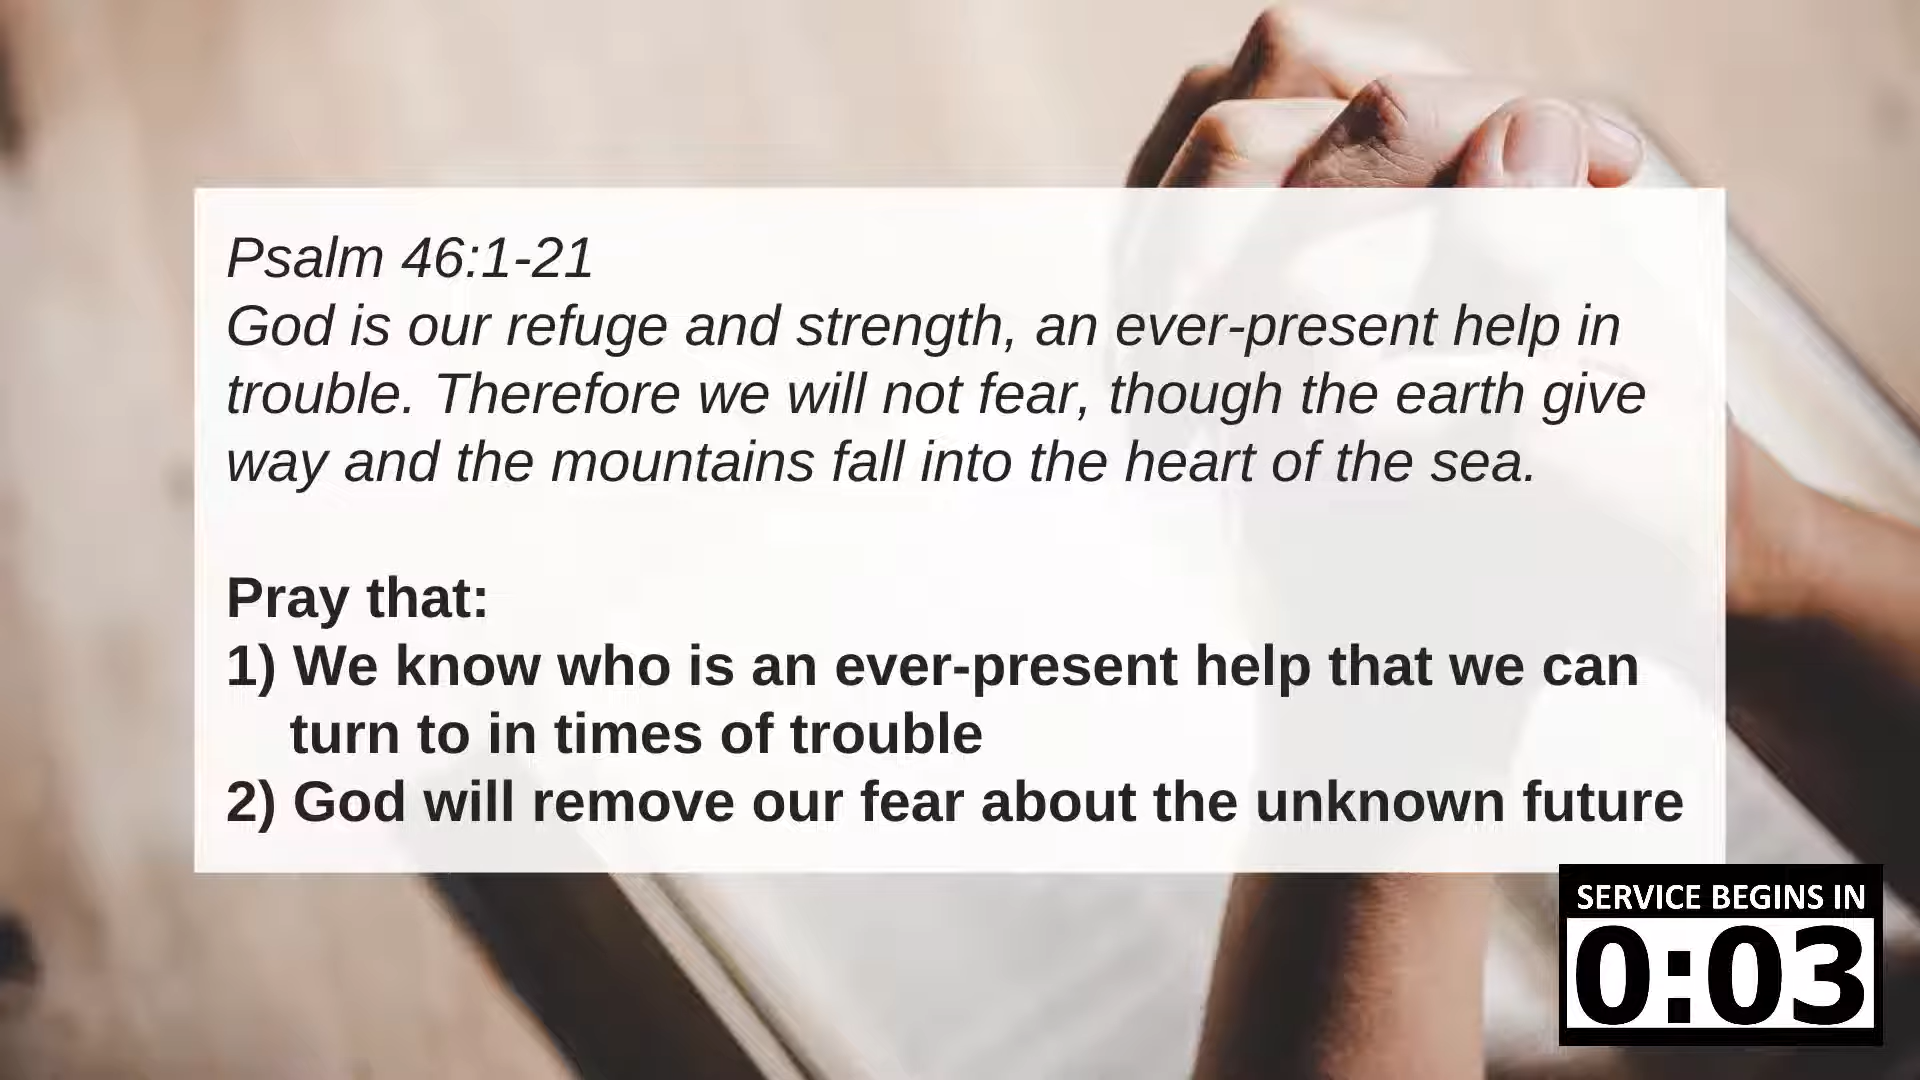 Psalm 46:1-21
God is our refuge and strength, an ever-present help in
trouble. Therefore we will not fear, though the earth give
way and the mountains fall into the heart of the sea.
Pray that:
1) We know who is an ever-present help that we can
turn to in times of trouble
2) God will remove our fear about the unknown future
SERVICE BEGINS IN
0:03